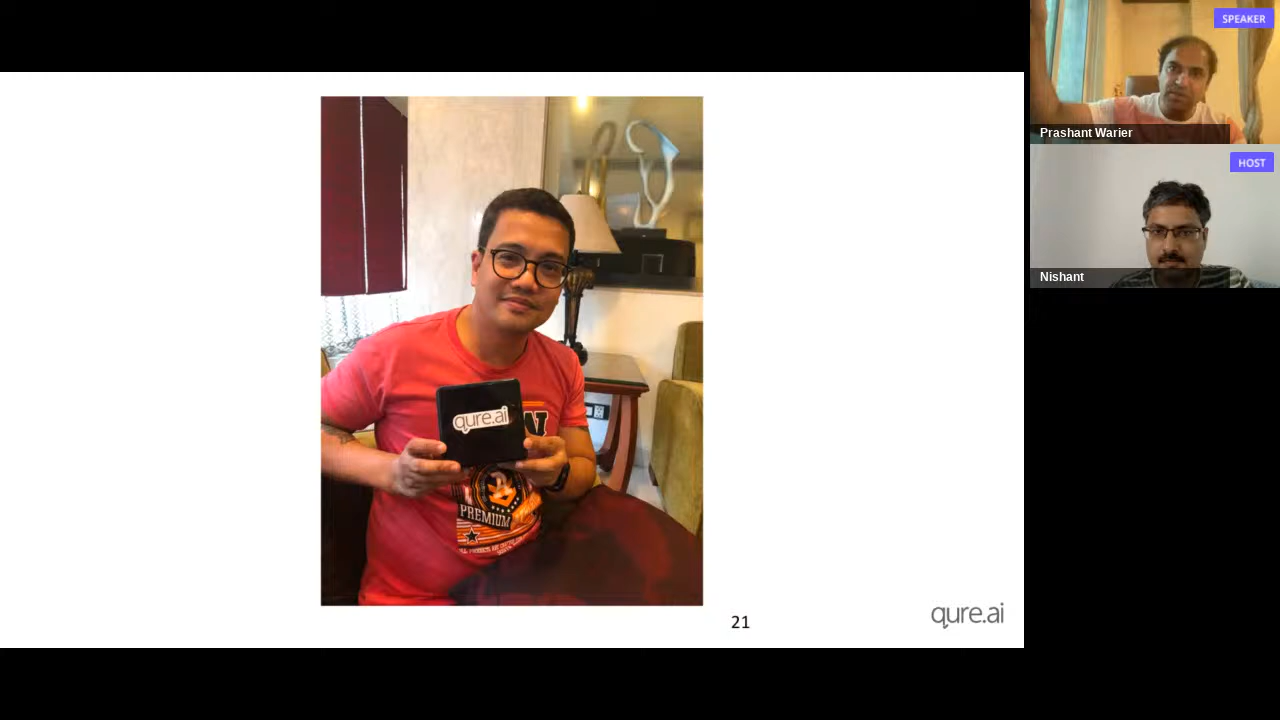 SPEAKER
Prashant Warier
HOST
Nishant
qure.ai
PREMIUM
21
qure.ai